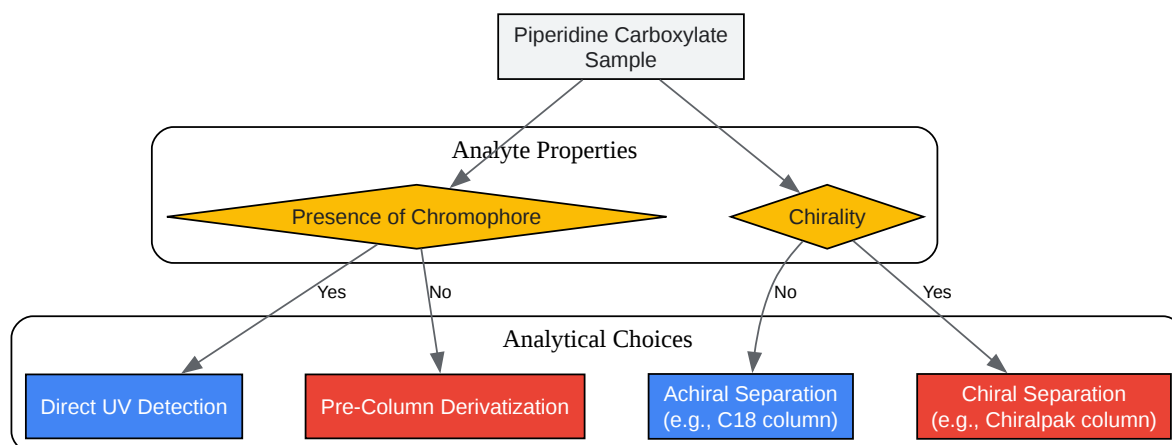 Piperidine Carboxylate
Sample
Analyte Properties
Presence of Chromophore
Chirality
Yes
No
No
Yes
Analytical Choices
Direct UV Detection
Pre-Column Derivatization
Achiral Separation
(e.g., C18 column)
Chiral Separation
(e.g., Chiralpak column)